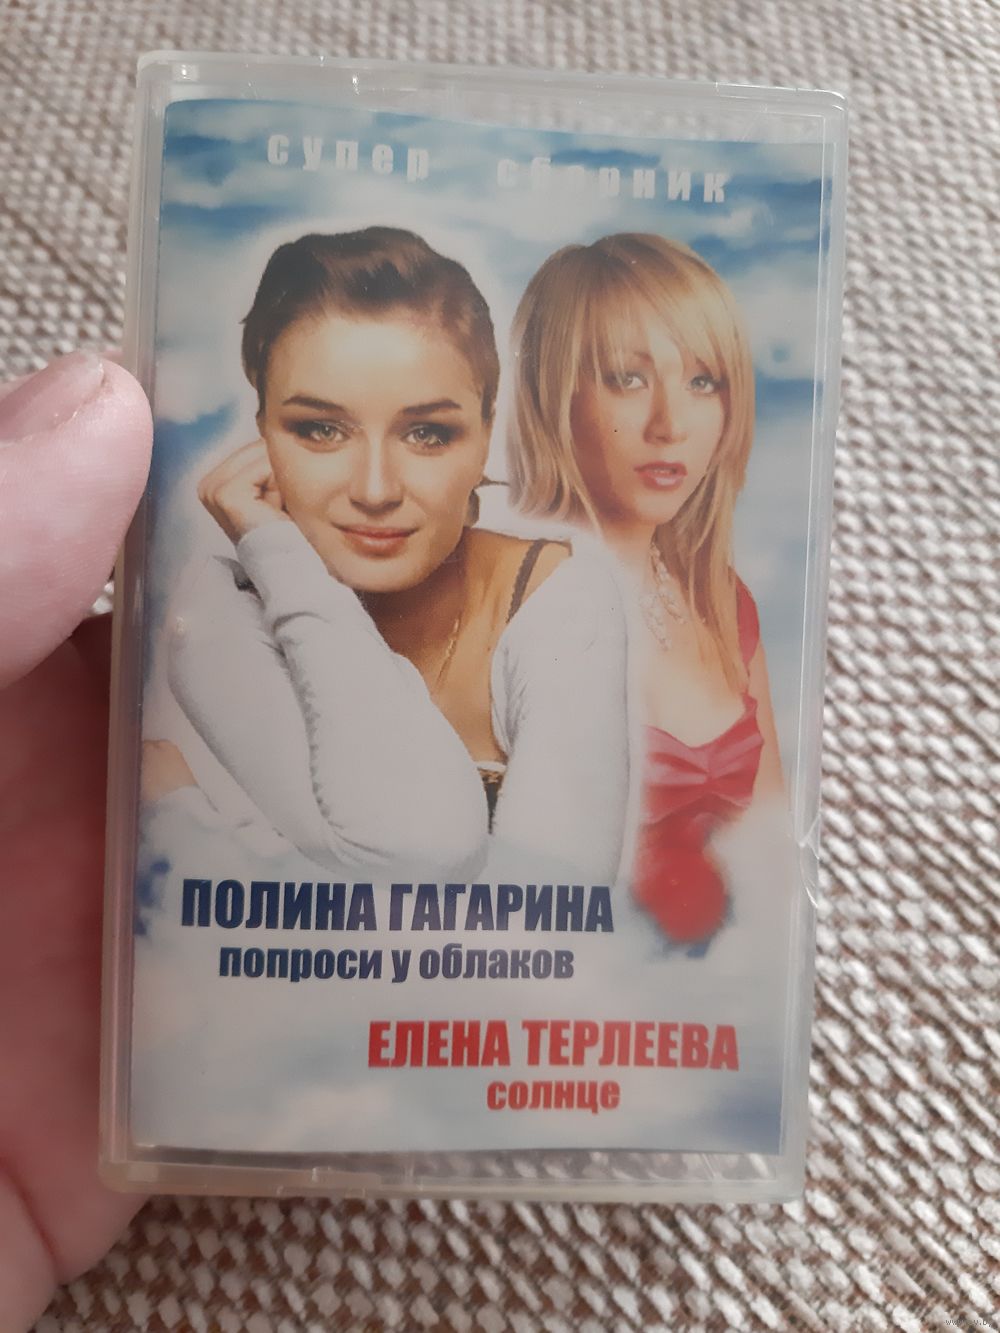 супер сборник
ПОЛИНА ГАГАРИНА
попроси у облаков
ЕЛЕНА ТЕРЛЕЕВА
солнце